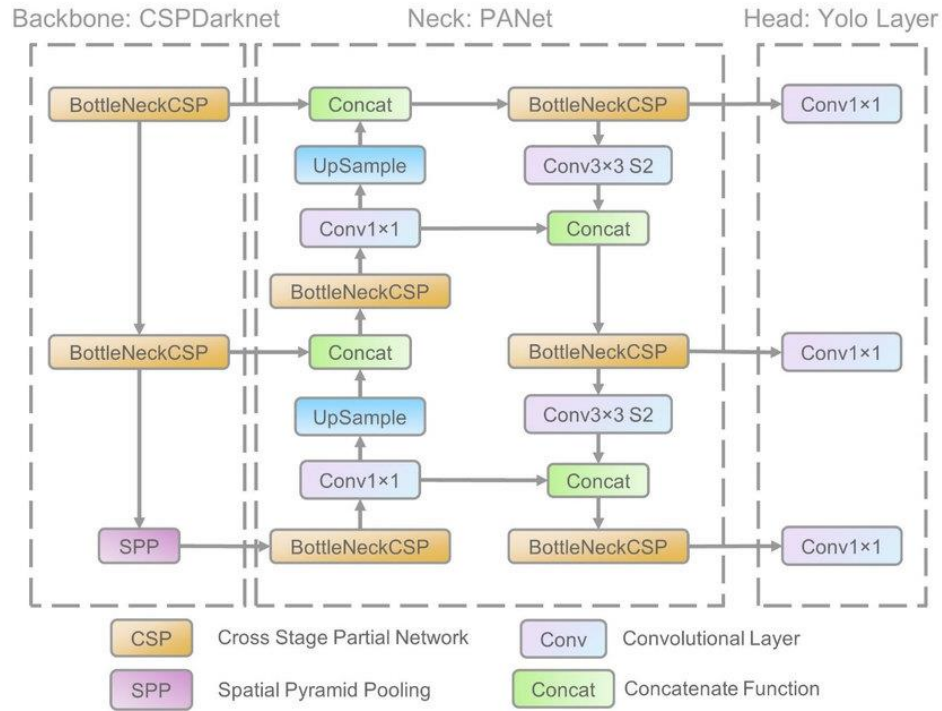 Backbone: CSPDarknet
Neck: PANet
Head: Yolo Layer
BottleNeckCSP
Concat
BottleNeckCSP
Conv1×1
UpSample
Conv3×3 S2
Conv1×1
Concat
BottleNeckCSP
BottleNeckCSP
Concat
BottleNeckCSP
Conv1×1
UpSample
Conv3×3 S2
Conv1×1
Concat
SPP
BottleNeckCSP
BottleNeckCSP
Conv1×1
CSP
Cross Stage Partial Network
Conv
Convolutional Layer
SPP
Spatial Pyramid Pooling
Concat
Concatenate Function